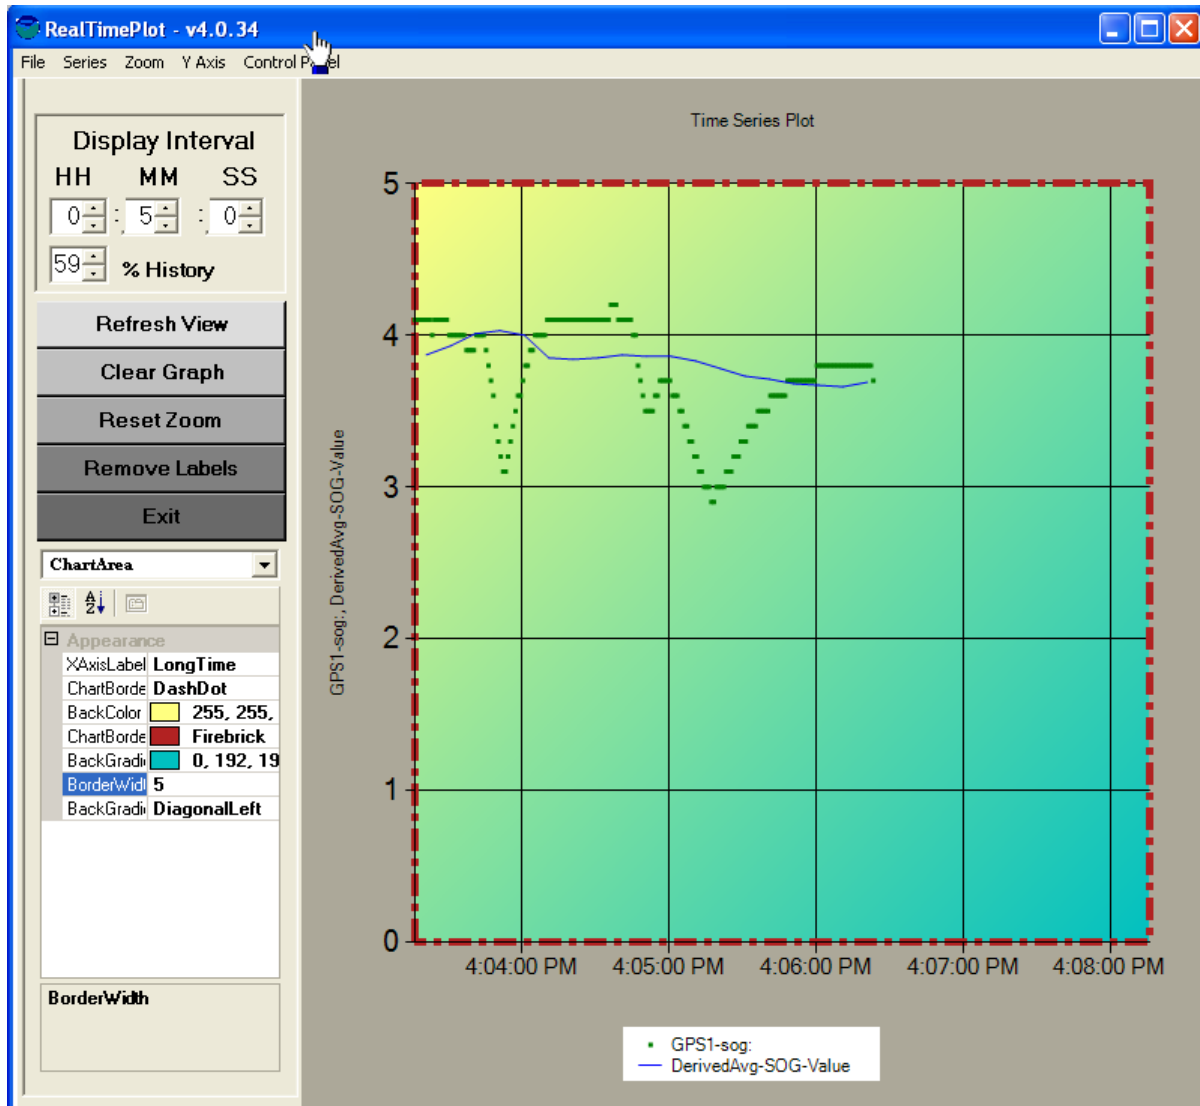 RealTimePlot - v4.0.34
File Series Zoom Y Axis Control Panel
Display Interval
HH MM SS
0 : 5 : 0
59 % History
Refresh View
Clear Graph
Reset Zoom
Remove Labels
Exit
ChartArea
Appearance
XAxisLabel LongTime
ChartBorde DashDot
BackColor 255, 255,
ChartBorde Firebrick
BackGradi 0, 192, 19
BorderWid 5
BackGradi DiagonalLeft
BorderWidth
Time Series Plot
GPS1-sog:, DerivedAvg-SOG-Value
5
4
3
2
1
0
4:04:00 PM 4:05:00 PM 4:06:00 PM 4:07:00 PM 4:08:00 PM
GPS1-sog:
DerivedAvg-SOG-Value